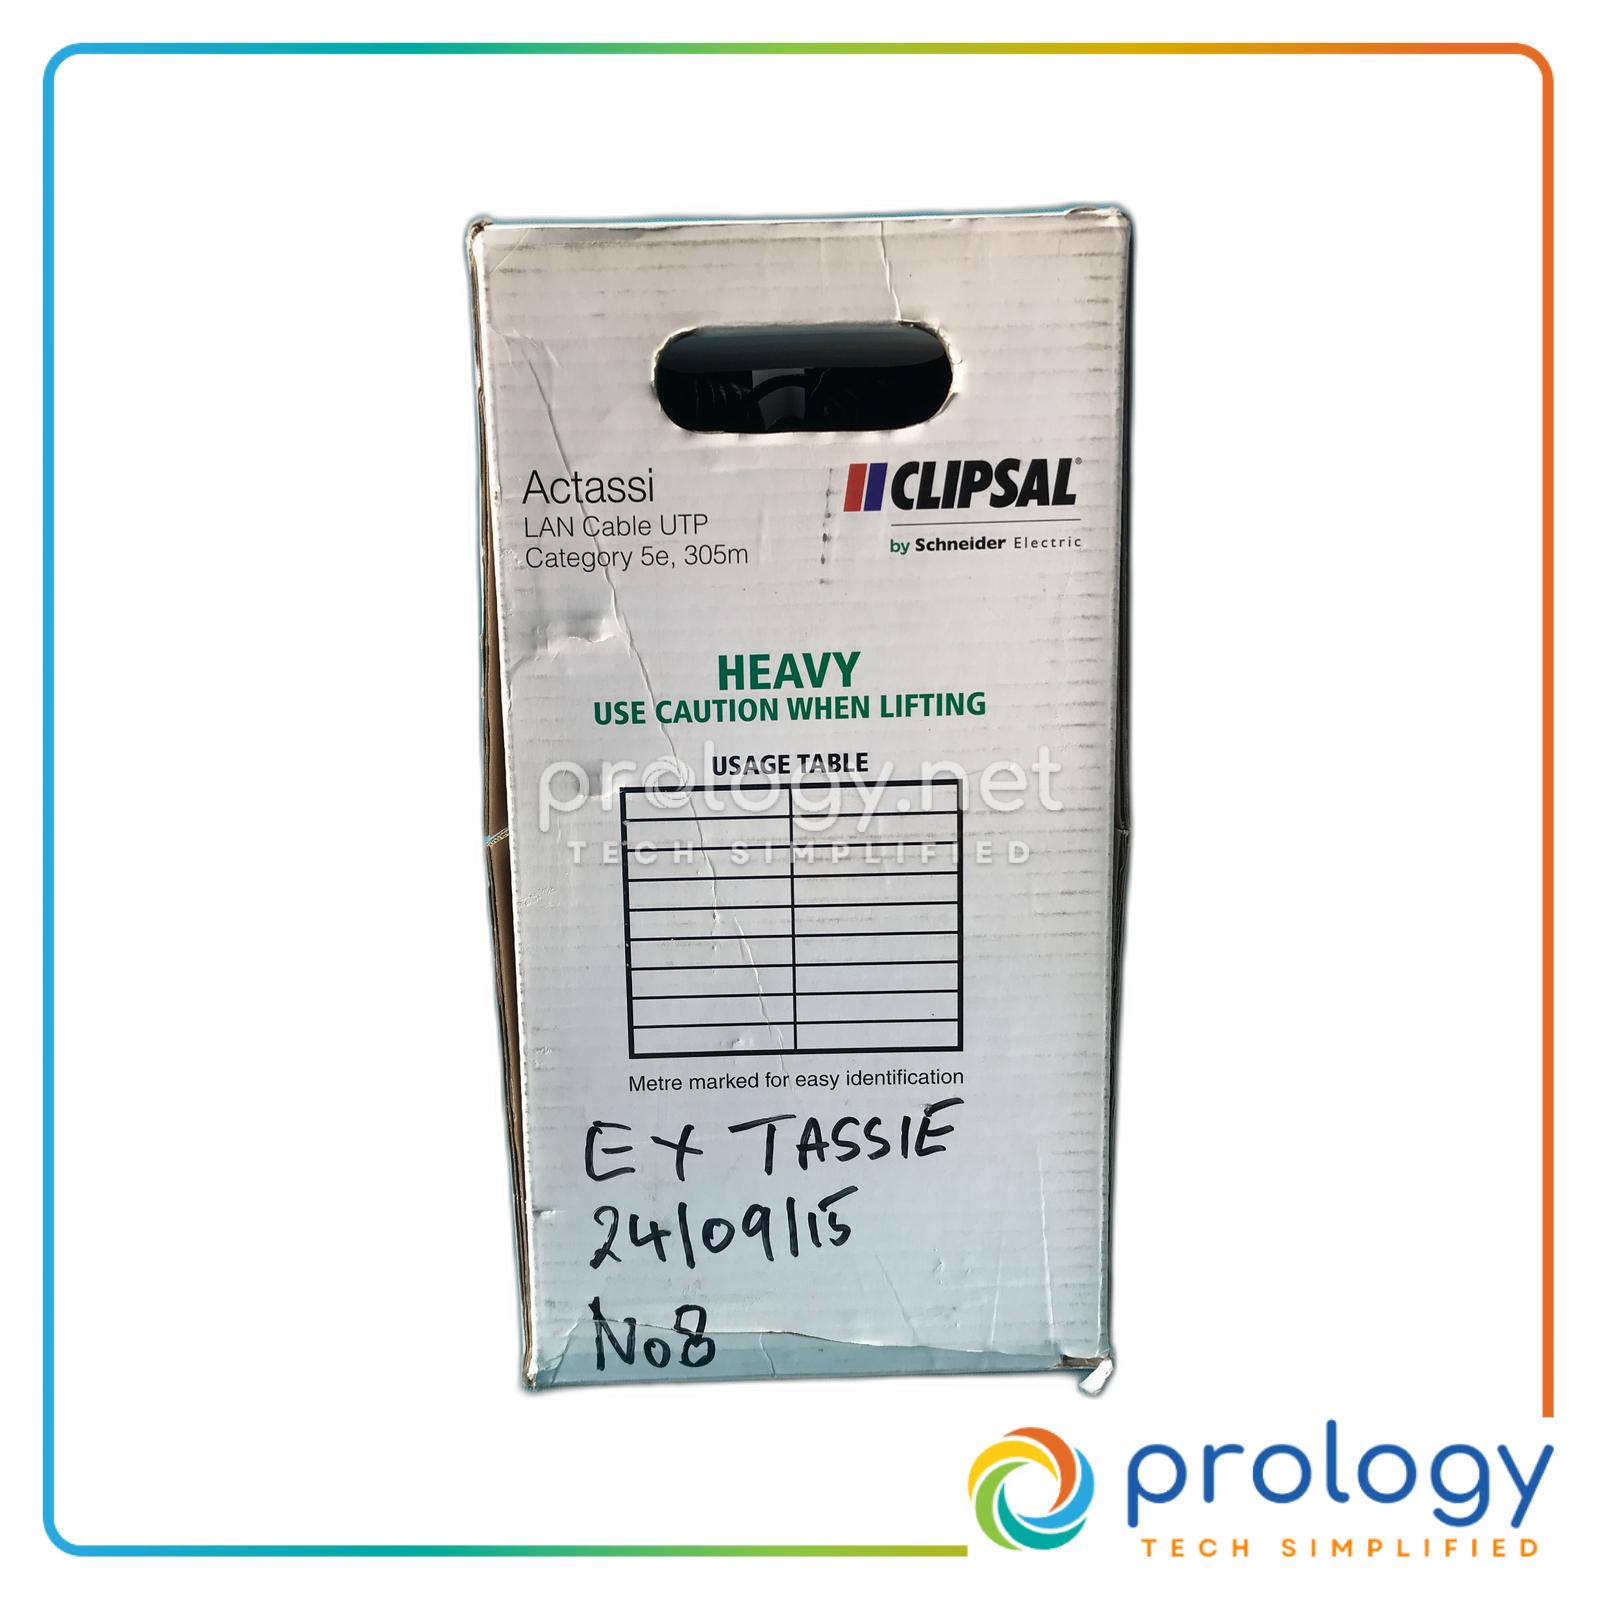 Actassi
LAN Cable UTP
Category 5e, 305m
CLIPSAL®
by Schneider Electric
HEAVY
USE CAUTION WHEN LIFTING
USAGE TABLE
prology.net
TECH SIMPLIFIED
Metre marked for easy identification
EX TASSIE
24/09/15
No8
prology
TECH SIMPLIFIED